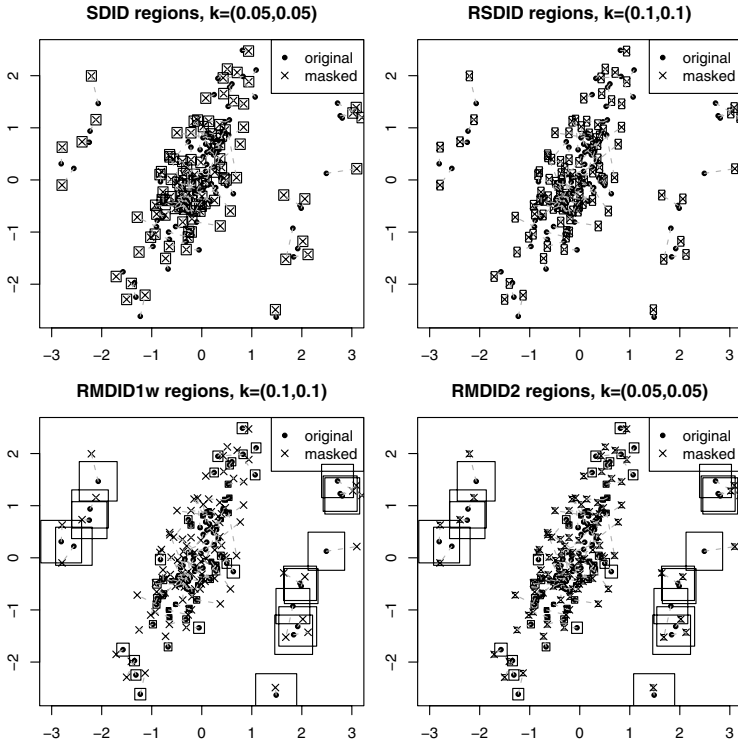 SDID regions, k=(0.05,0.05)
original
masked
2
1
0
−1
−2
−3 −2 −1 0 1 2 3
RSDID regions, k=(0.1,0.1)
original
masked
2
1
0
−1
−2
−3 −2 −1 0 1 2 3
RMDID1w regions, k=(0.1,0.1)
original
masked
2
1
0
−1
−2
−3 −2 −1 0 1 2 3
RMDID2 regions, k=(0.05,0.05)
original
masked
2
1
0
−1
−2
−3 −2 −1 0 1 2 3